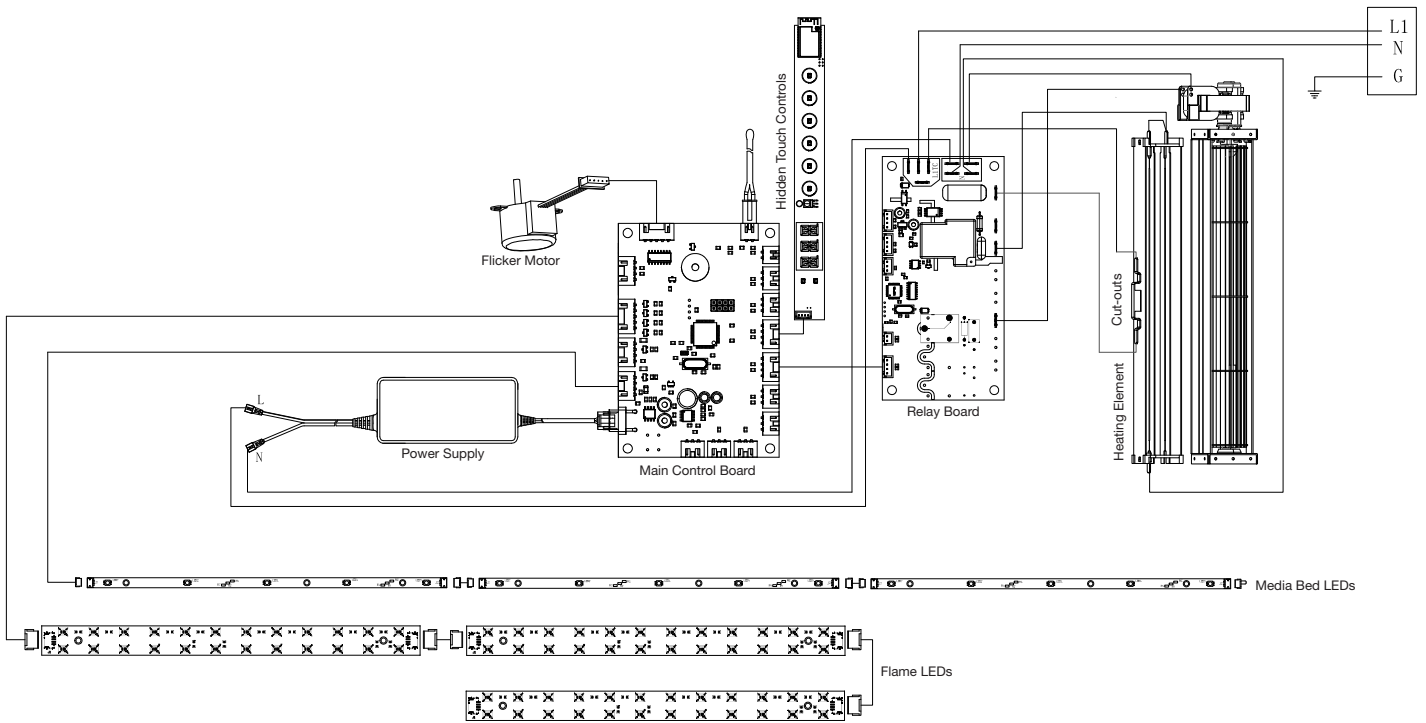 L1
N
G
Hidden Touch Controls
Flicker Motor
Cut-outs
Heating Element
Relay Board
L
N
Power Supply
Main Control Board
Media Bed LEDs
Flame LEDs